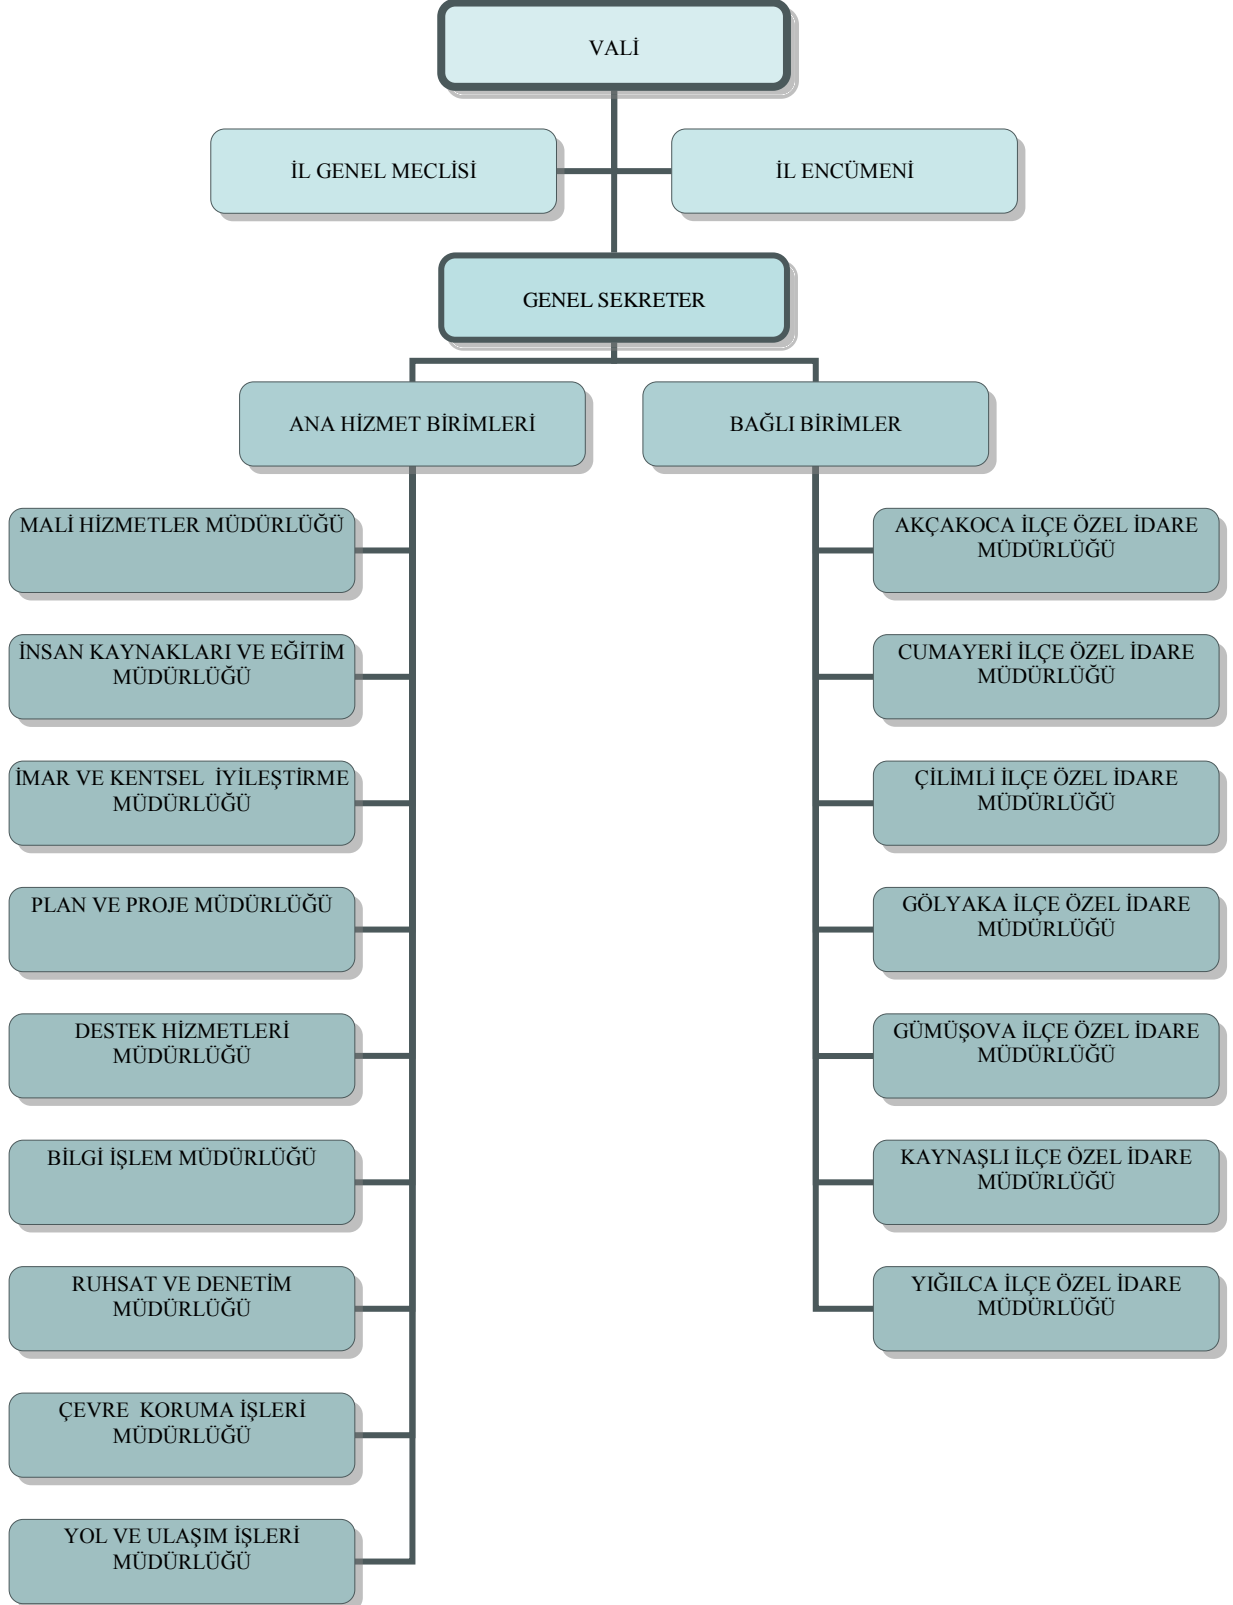 VALİ
İL GENEL MECLİSİ
İL ENCÜMENİ
GENEL SEKRETER
ANA HİZMET BİRİMLERİ
BAĞLI BİRİMLER
MALİ HİZMETLER MÜDÜRLÜĞÜ
İNSAN KAYNAKLARI VE EĞİTİM
MÜDÜRLÜĞÜ
İMAR VE KENTSEL  İYİLEŞTİRME
MÜDÜRLÜĞÜ
PLAN VE PROJE MÜDÜRLÜĞÜ
DESTEK HİZMETLERİ
MÜDÜRLÜĞÜ
BİLGİ İŞLEM MÜDÜRLÜĞÜ
RUHSAT VE DENETİM
MÜDÜRLÜĞÜ
ÇEVRE  KORUMA İŞLERİ
MÜDÜRLÜĞÜ
YOL VE ULAŞIM İŞLERİ
MÜDÜRLÜĞÜ
AKÇAKOCA İLÇE ÖZEL İDARE
MÜDÜRLÜĞÜ
CUMAYERİ İLÇE ÖZEL İDARE
MÜDÜRLÜĞÜ
ÇİLİMLİ İLÇE ÖZEL İDARE
MÜDÜRLÜĞÜ
GÖLYAKA İLÇE ÖZEL İDARE
MÜDÜRLÜĞÜ
GÜMÜŞOVA İLÇE ÖZEL İDARE
MÜDÜRLÜĞÜ
KAYNAŞLI İLÇE ÖZEL İDARE
MÜDÜRLÜĞÜ
YIĞILCA İLÇE ÖZEL İDARE
MÜDÜRLÜĞÜ